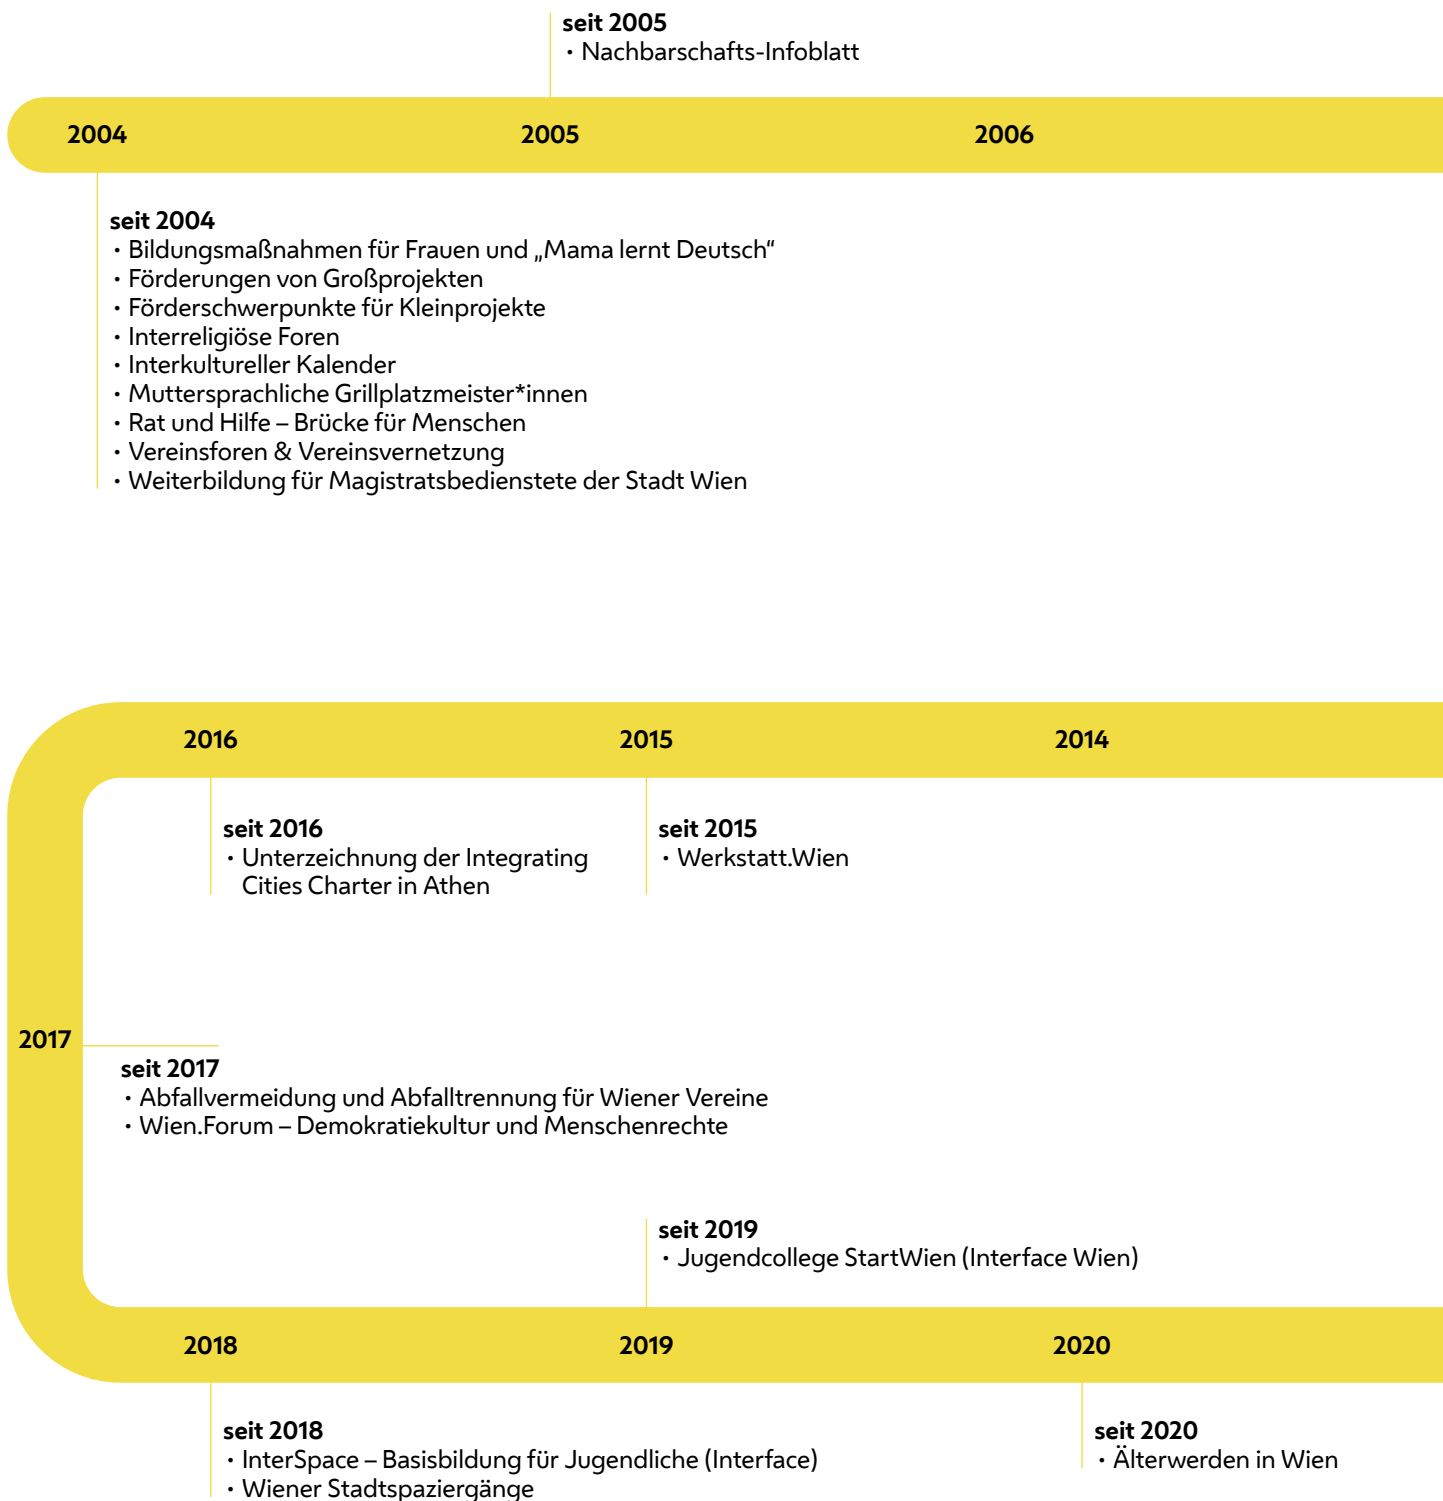 seit 2005
• Nachbarschafts-Infoblatt
2004 2005 2006
seit 2004
• Bildungsmaßnahmen für Frauen und „Mama lernt Deutsch“
• Förderungen von Großprojekten
• Förderschwerpunkte für Kleinprojekte
• Interreligiöse Foren
• Interkultureller Kalender
• Muttersprachliche Grillplatzmeister*innen
• Rat und Hilfe – Brücke für Menschen
• Vereinsforen & Vereinsvernetzung
• Weiterbildung für Magistratsbedienstete der Stadt Wien
2016 2015 2014
seit 2016
• Unterzeichnung der Integrating
Cities Charter in Athen
seit 2015
• Werkstatt.Wien
2017
seit 2017
• Abfallvermeidung und Abfalltrennung für Wiener Vereine
• Wien.Forum – Demokratiekultur und Menschenrechte
seit 2019
• Jugendcollege StartWien (Interface Wien)
2018 2019 2020
seit 2018
• InterSpace – Basisbildung für Jugendliche (Interface)
• Wiener Stadtspaziergänge
seit 2020
• Älterwerden in Wien